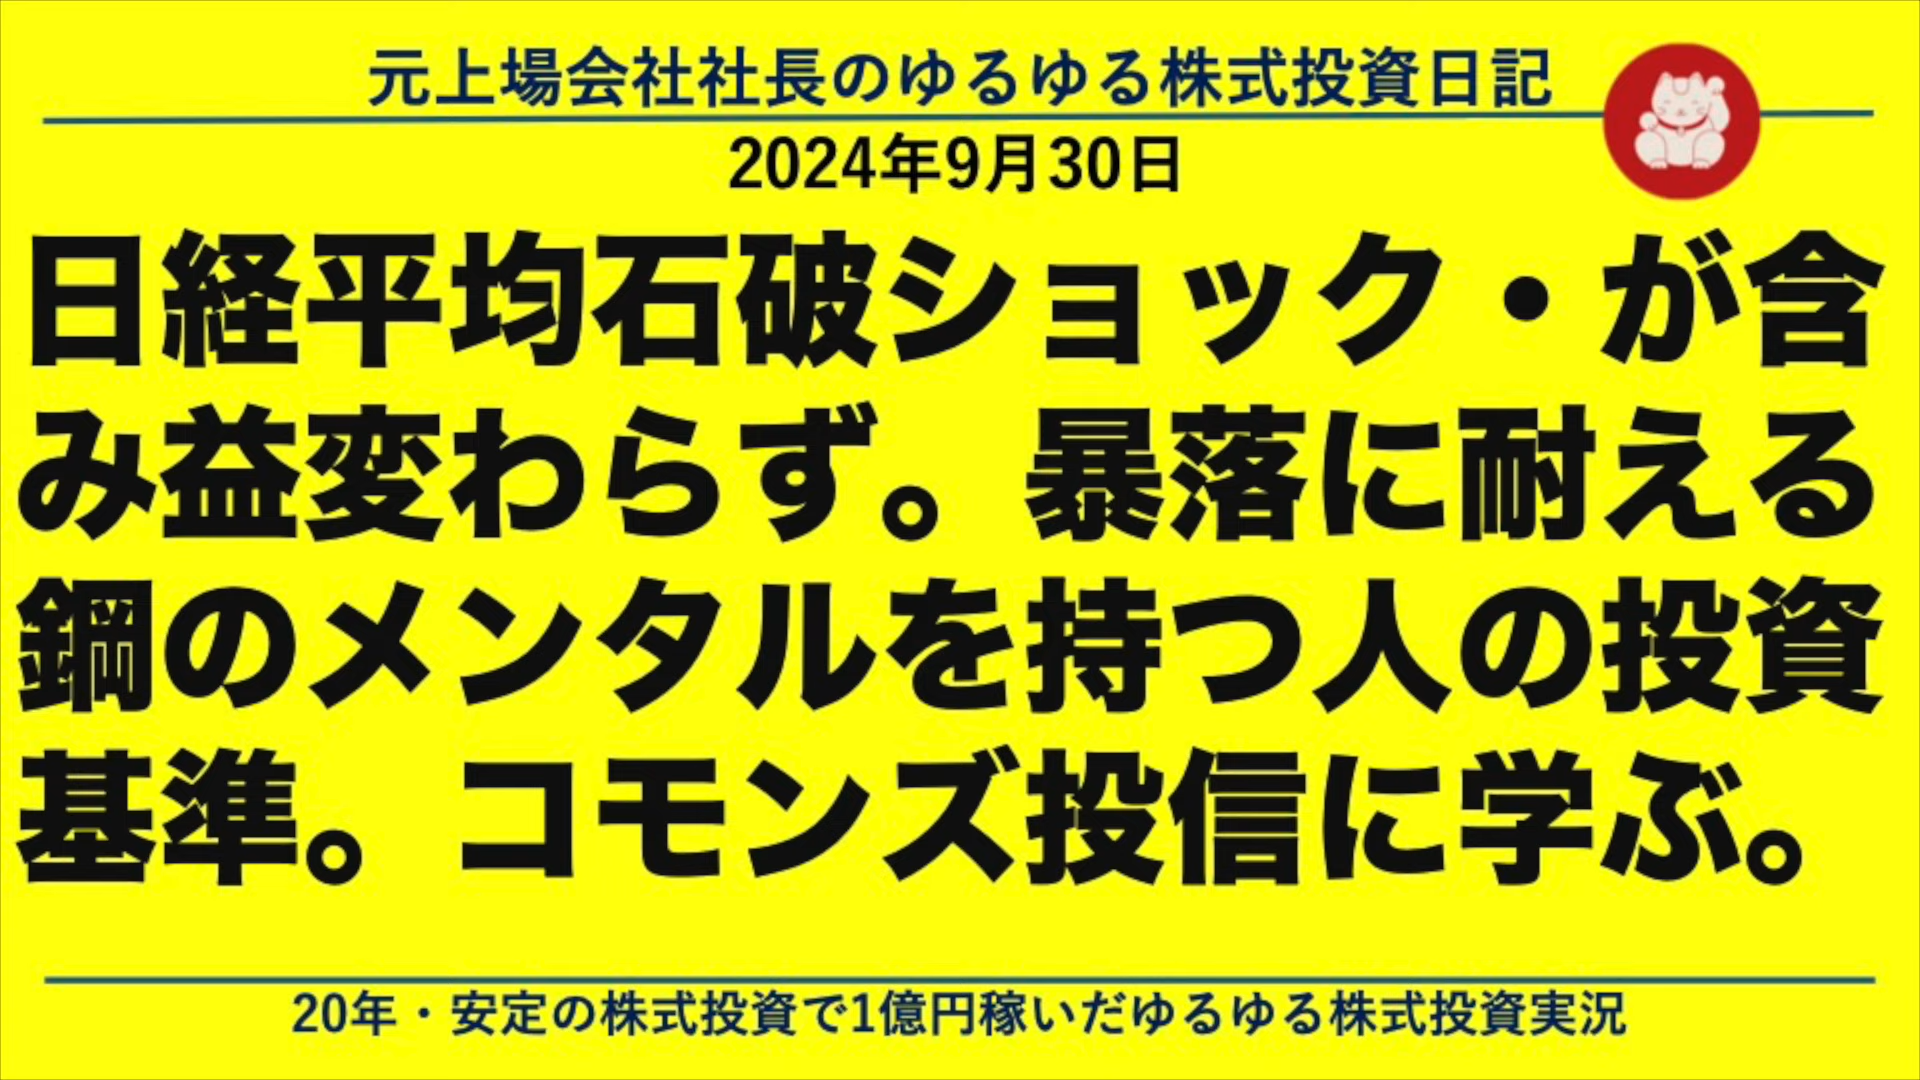 元上場会社社長のゆるゆる株式投資日記
2024年9月30日
日経平均石破ショック・が含
み益変わらず。暴落に耐える
鋼のメンタルを持つ人の投資
基準。コモンズ投信に学ぶ。
20年・安定の株式投資で1億円稼いだゆるゆる株式投資実況